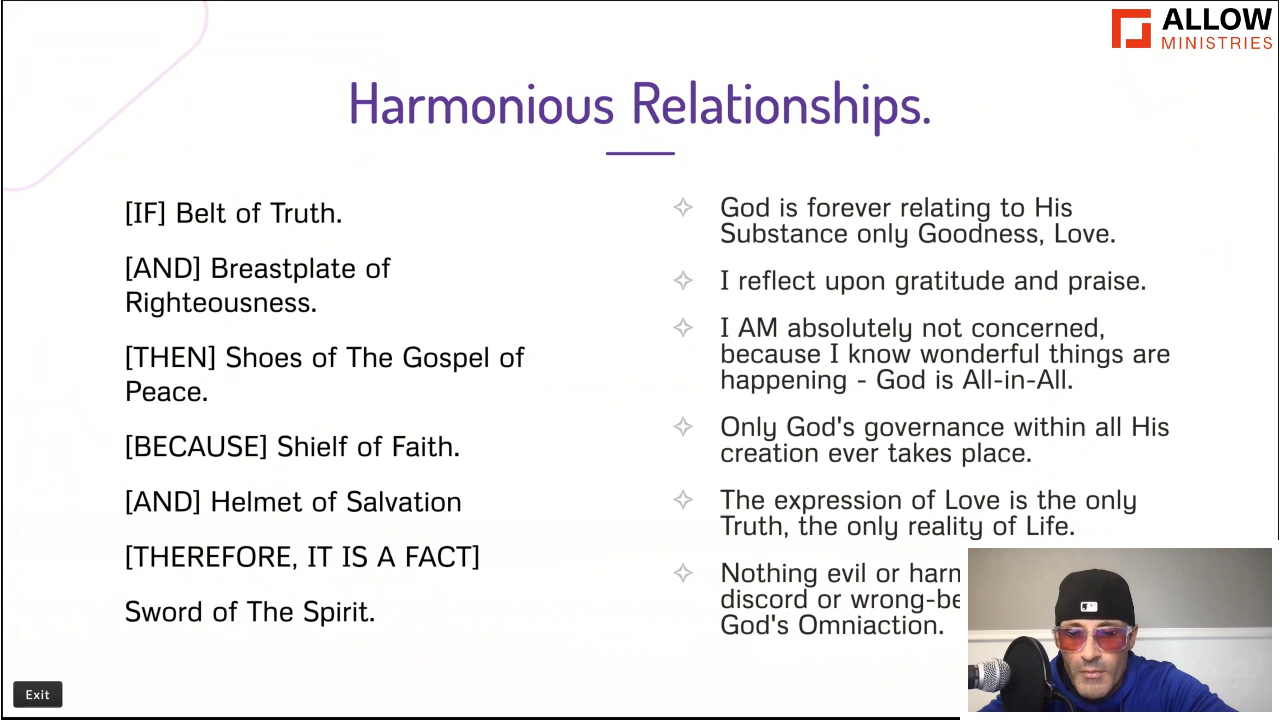 ALLOW
MINISTRIES
Harmonious Relationships.
[IF] Belt of Truth.
[AND] Breastplate of
Righteousness.
[THEN] Shoes of The Gospel of
Peace.
[BECAUSE] Shielf of Faith.
[AND] Helmet of Salvation
[THEREFORE, IT IS A FACT]
Sword of The Spirit.
God is forever relating to His
Substance only Goodness, Love.
I reflect upon gratitude and praise.
I AM absolutely not concerned,
because I know wonderful things are
happening - God is All-in-All.
Only God's governance within all His
creation ever takes place.
The expression of Love is the only
Truth, the only reality of Life.
Nothing evil or
discord or
God's Omniaction.
Exit